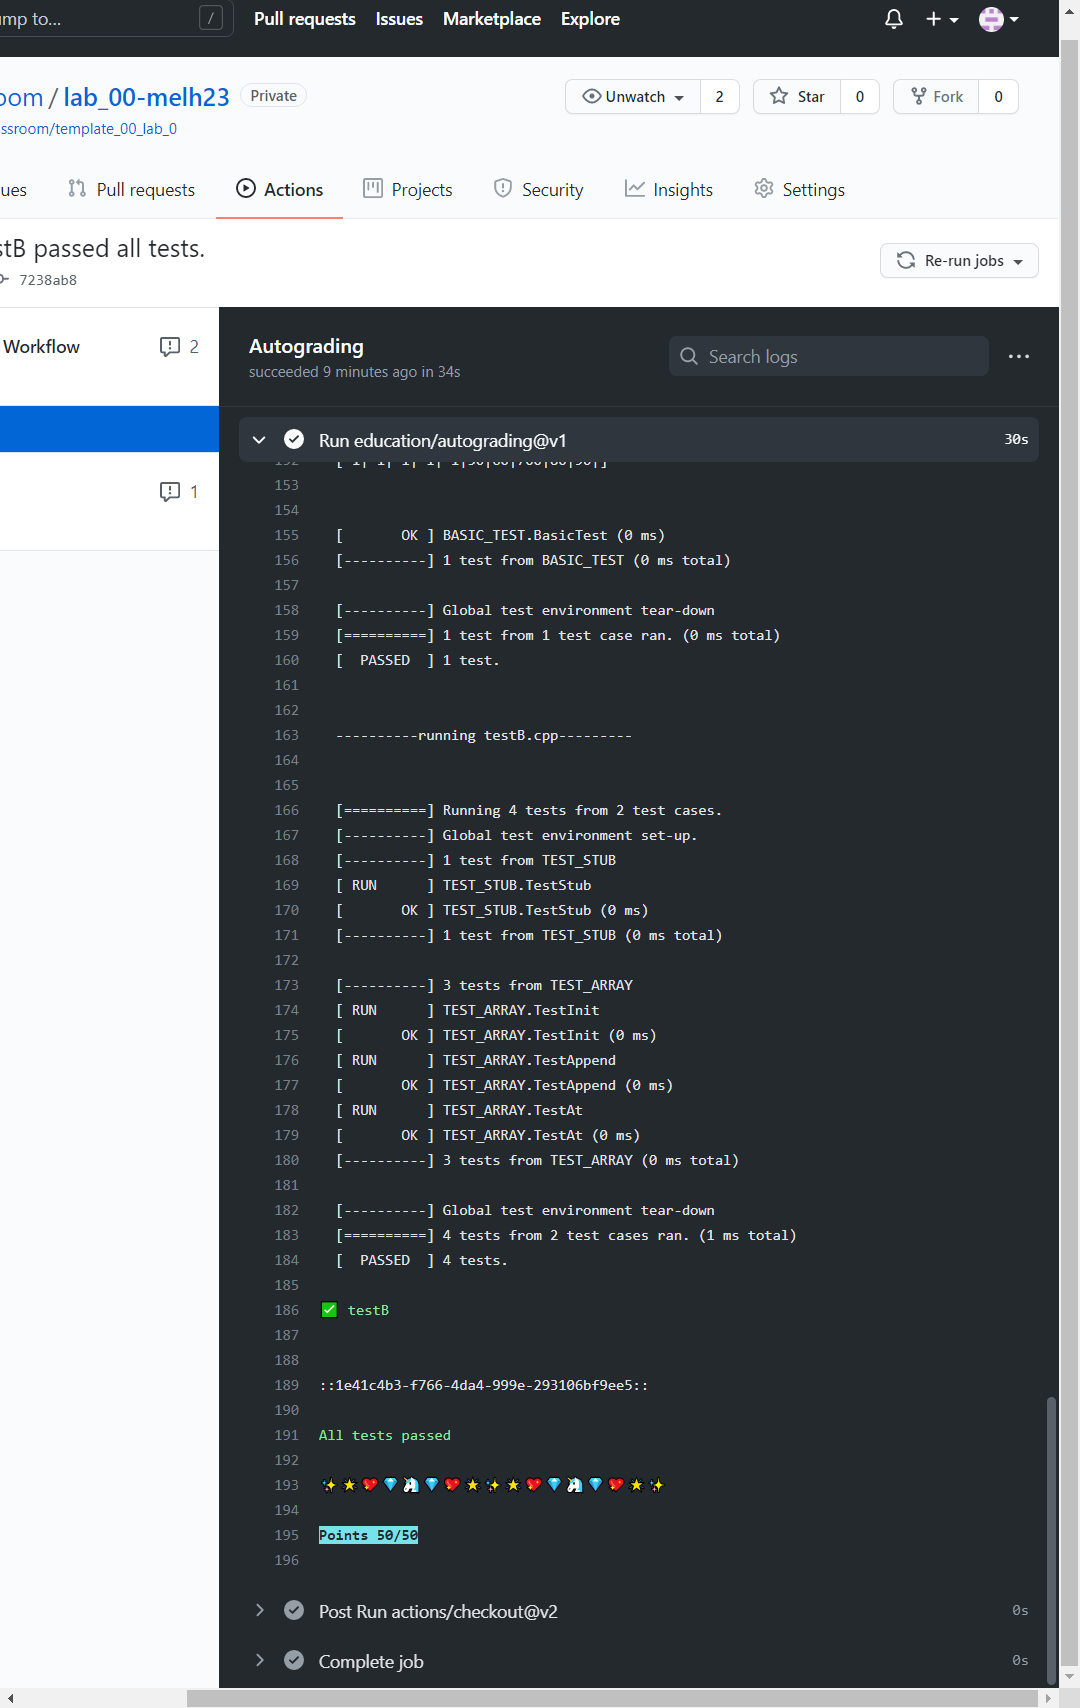 ump to... / Pull requests Issues Marketplace Explore
oom / lab_00-melh23 Private Unwatch 2 Star 0 Fork 0
ssroom/template_00_lab_0
ues Pull requests Actions Projects Security Insights Settings
stB passed all tests. Re-run jobs
7238ab8
Workflow 2
1
Autograding Search logs
succeeded 9 minutes ago in 34s
Run education/autograding@v1 30s
153
154
155 [       OK ] BASIC_TEST.BasicTest (0 ms)
156 [----------] 1 test from BASIC_TEST (0 ms total)
157
158 [----------] Global test environment tear-down
159 [==========] 1 test from 1 test case ran. (0 ms total)
160 [  PASSED  ] 1 test.
161
162
163 ----------running testB.cpp---------
164
165
166 [==========] Running 4 tests from 2 test cases.
167 [----------] Global test environment set-up.
168 [----------] 1 test from TEST_STUB
169 [ RUN      ] TEST_STUB.TestStub
170 [       OK ] TEST_STUB.TestStub (0 ms)
171 [----------] 1 test from TEST_STUB (0 ms total)
172
173 [----------] 3 tests from TEST_ARRAY
174 [ RUN      ] TEST_ARRAY.TestInit
175 [       OK ] TEST_ARRAY.TestInit (0 ms)
176 [ RUN      ] TEST_ARRAY.TestAppend
177 [       OK ] TEST_ARRAY.TestAppend (0 ms)
178 [ RUN      ] TEST_ARRAY.TestAt
179 [       OK ] TEST_ARRAY.TestAt (0 ms)
180 [----------] 3 tests from TEST_ARRAY (0 ms total)
181
182 [----------] Global test environment tear-down
183 [==========] 4 tests from 2 test cases ran. (1 ms total)
184 [  PASSED  ] 4 tests.
185
186 ✅ testB
187
188
189 ::1e41c4b3-f766-4da4-999e-293106bf9ee5::
190
191 All tests passed
192
193 ✨🌟💖💎🦄💎💖🌟✨🌟💖💎🦄💎💖🌟✨
194
195 Points 50/50
196
Post Run actions/checkout@v2 0s
Complete job 0s